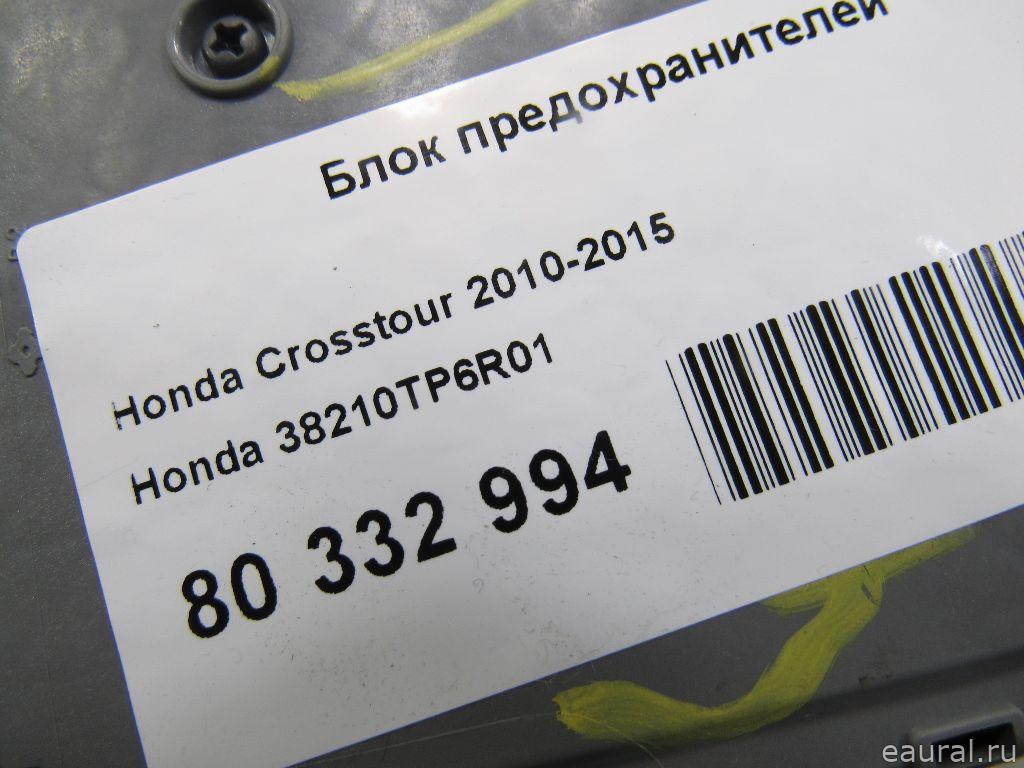 Блок предохранителей
Honda Crosstour 2010-2015
Honda 38210TP6R01
80 332 994
eaural.ru